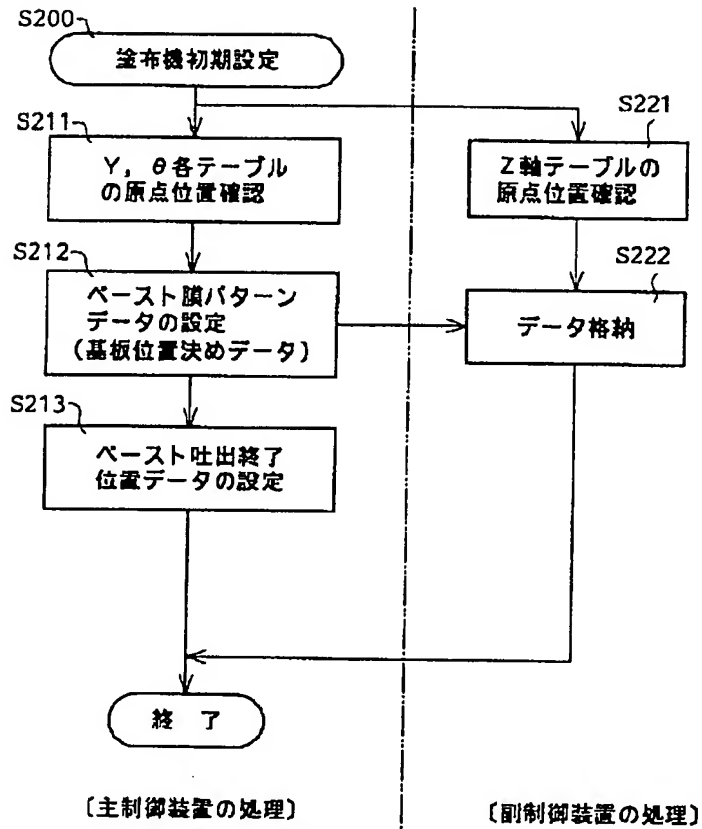 S200
塗布機初期設定
S211
Y, θ各テーブル
の原点位置確認
S221
Z軸テーブルの
原点位置確認
S212
ペースト膜パターン
データの設定
(基板位置決めデータ)
S222
データ格納
S213
ペースト吐出終了
位置データの設定
終 了
〔主制御装置の処理〕
〔副制御装置の処理〕